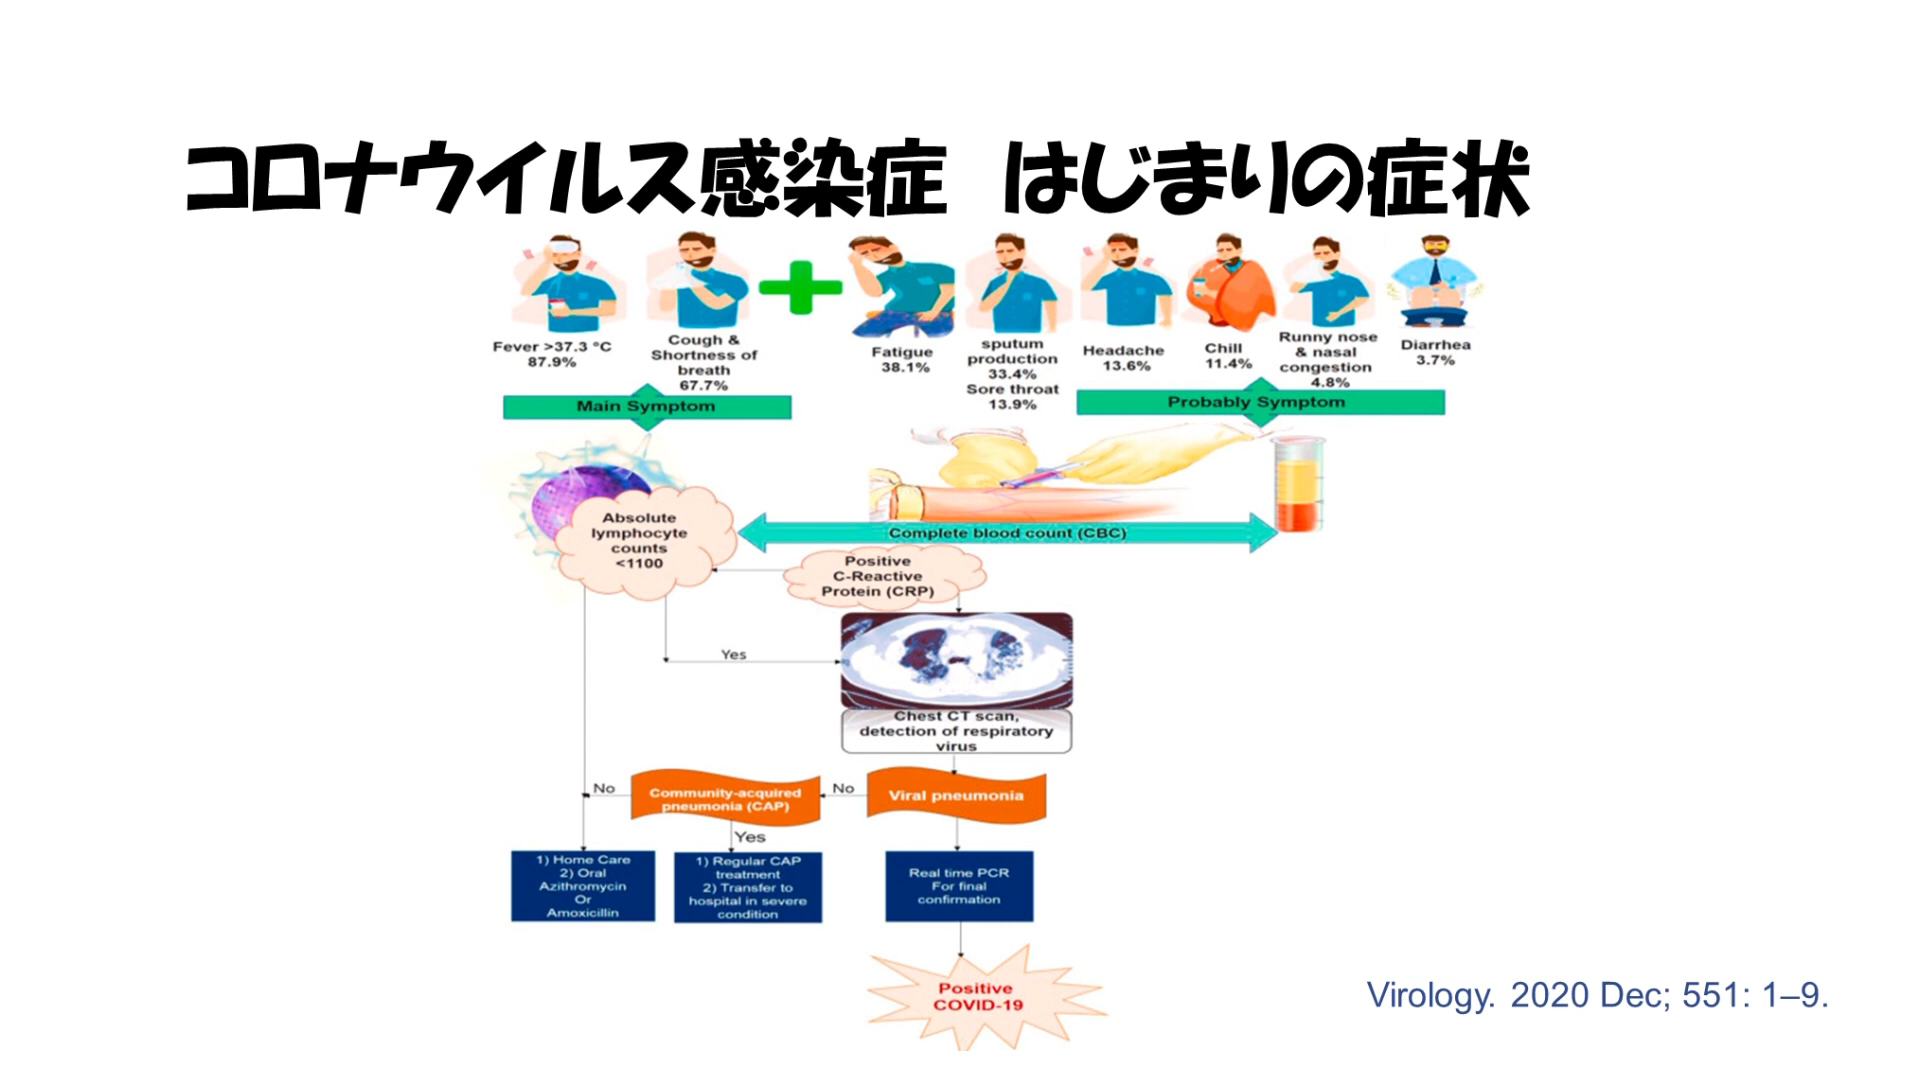 コロナウイルス感染症　はじまりの症状
Fever >37.3 °C
87.9%
Cough &
Shortness of
breath
67.7%
Fatigue
38.1%
sputum
production
33.4%
Sore throat
13.9%
Headache
13.6%
Chill
11.4%
Runny nose
& nasal
congestion
4.8%
Diarrhea
3.7%
Main Symptom
Probably Symptom
Absolute
lymphocyte
counts
<1100
Complete blood count (CBC)
Positive
C-Reactive
Protein (CRP)
Yes
Chest CT scan,
detection of respiratory
virus
No
Community-acquired
pneumonia (CAP)
No
Viral pneumonia
Yes
1) Home Care
2) Oral
Azithromycin
Or
Amoxicillin
1) Regular CAP
treatment
2) Transfer to
hospital in severe
condition
Real time PCR
For final
confirmation
Positive
COVID-19
Virology. 2020 Dec; 551: 1–9.